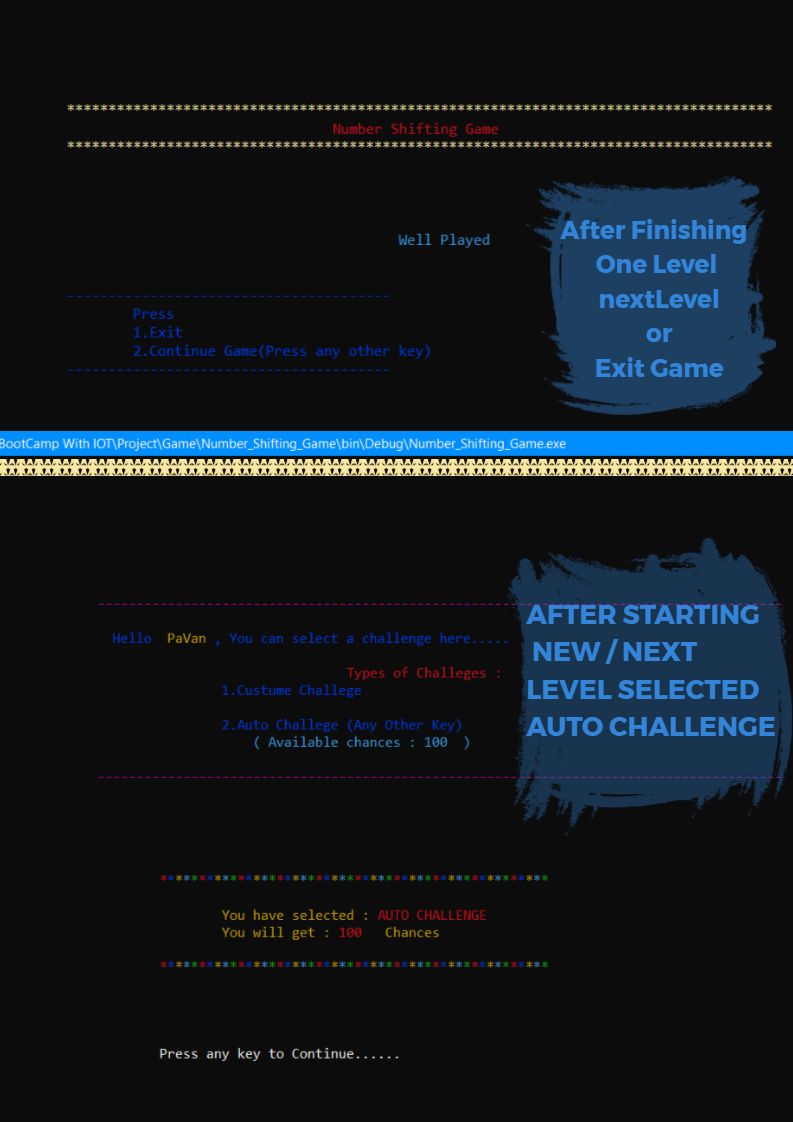 ************************************************************************************
Number Shifting Game
************************************************************************************
Well Played
---------------------------------------
Press
1.Exit
2.Continue Game(Press any other key)
---------------------------------------
After Finishing
One Level
nextLevel
or
Exit Game
BootCamp With IOT\Project\Game\Number_Shifting_Game\bin\Debug\Number_Shifting_Game.exe
Hello PaVan , You can select a challenge here.....
Types of Challeges :
1.Custume Challege
2.Auto Challege (Any Other Key)
( Available chances : 100 )
AFTER STARTING
NEW / NEXT
LEVEL SELECTED
AUTO CHALLENGE
**************************************************
You have selected : AUTO CHALLENGE
You will get : 100 Chances
**************************************************
Press any key to Continue......